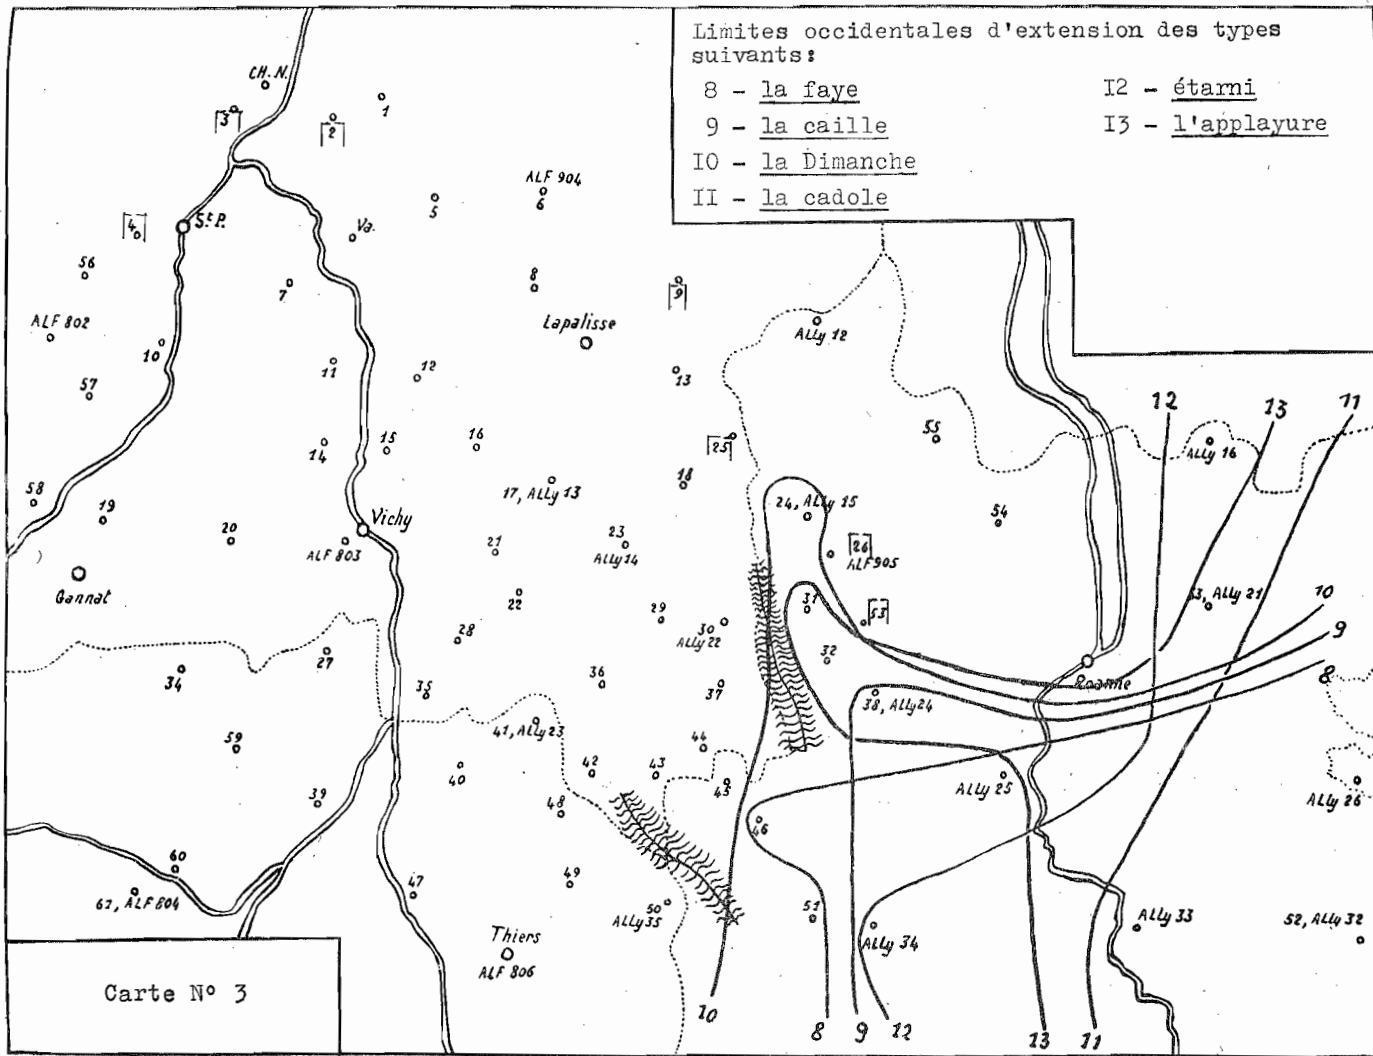 Limites occidentales d'extension des types
suivants:
8 - la faye
I2 - étarni
9 - la caille
I3 - l'applayure
IO - la Dimanche
II - la cadole
CH. N.
3
2
1
ALF 904
6
5
4
St P.
Va.
56
7
8
9
ALF 802
10
Lapalisse
Ally 12
11
12
13
57
12
13
11
55
Ally 16
14
15
16
25
58
19
17, ALLy 13
18
24, ALLy 15
54
20
Vichy
ALF 803
21
23
ALLy 14
26
ALF 905
Gannat
22
31
53
53, ALLy 21
10
9
8
28
29
30
ALLy 22
32
27
34
35
36
37
38, ALLy 24
Roanne
41, ALLy 23
59
40
42
43
44
45
ALLy 25
ALLy 26
39
48
46
60
62, ALF 804
47
49
50
ALLy 35
51
ALLy 34
ALLy 33
52, ALLy 32
Thiers
ALF 806
Carte N° 3
10
8
9
12
13
11